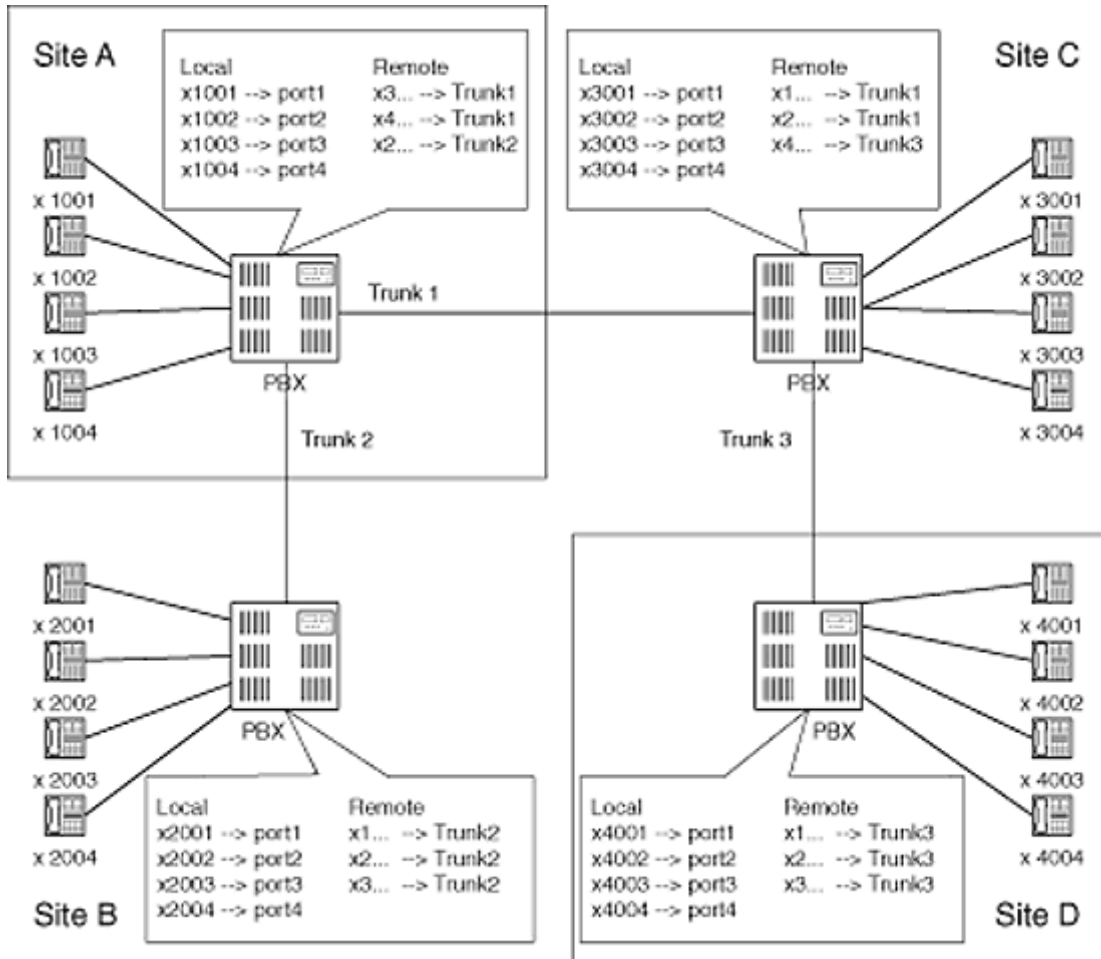 Site A
Local Remote
x1001 --> port1 x3... --> Trunk1
x1002 --> port2 x4... --> Trunk1
x1003 --> port3 x2... --> Trunk2
x1004 --> port4
x 1001
x 1002
x 1003
x 1004
PBX
Trunk 1
Trunk 2
Site C
Local Remote
x3001 --> port1 x1... --> Trunk1
x3002 --> port2 x2... --> Trunk1
x3003 --> port3 x4... --> Trunk3
x3004 --> port4
x 3001
x 3002
x 3003
x 3004
PBX
Trunk 3
x 2001
x 2002
x 2003
x 2004
PBX
Local Remote
x2001 --> port1 x1... --> Trunk2
x2002 --> port2 x2... --> Trunk2
x2003 --> port3 x3... --> Trunk2
x2004 --> port4
Site B
x 4001
x 4002
x 4003
x 4004
PBX
Local Remote
x4001 --> port1 x1... --> Trunk3
x4002 --> port2 x2... --> Trunk3
x4003 --> port3 x3... --> Trunk3
x4004 --> port4
Site D